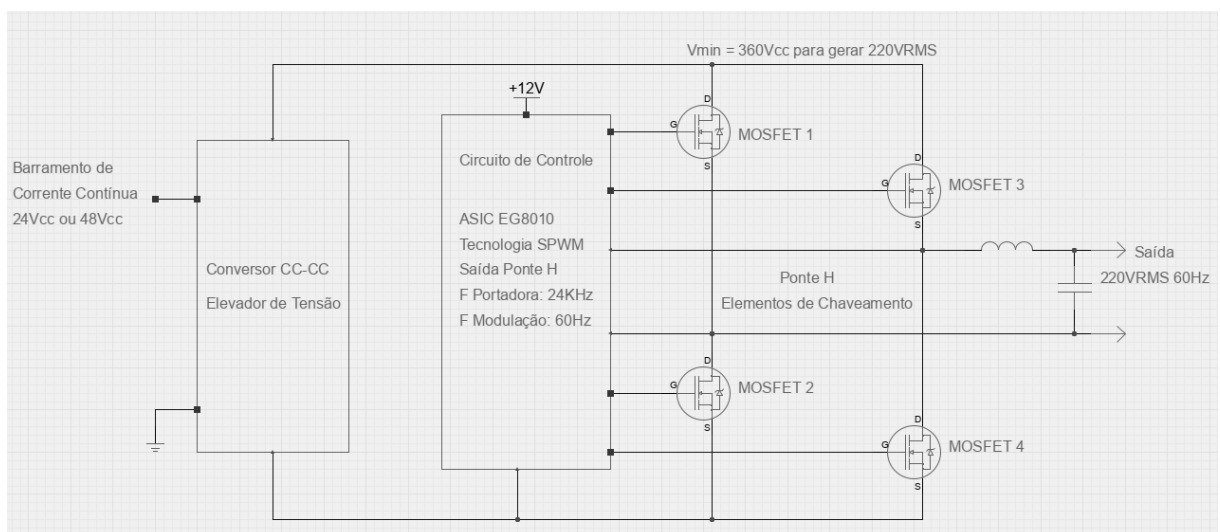 Vmin = 360Vcc para gerar 220VRMS
+12V
D
G
MOSFET 1
S
Circuito de Controle
Barramento de
Corrente Contínua
24Vcc ou 48Vcc
D
G
MOSFET 3
S
ASIC EG8010
Tecnologia SPWM
Saída Ponte H
F Portadora: 24KHz
F Modulação: 60Hz
Conversor CC-CC
Elevador de Tensão
Ponte H
Elementos de Chaveamento
Saída
220VRMS 60Hz
D
G
MOSFET 2
S
D
G
MOSFET 4
S